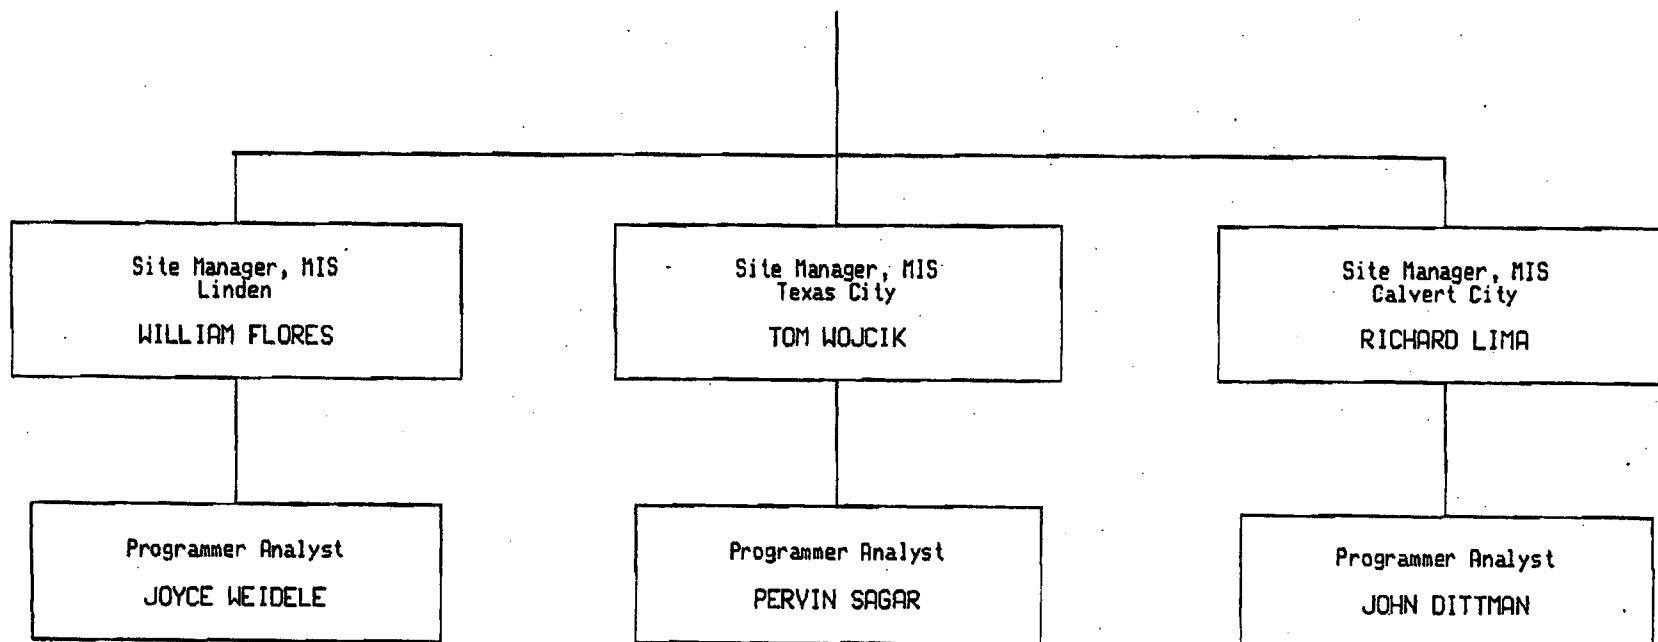 Site Manager, MIS
Linden
WILLIAM FLORES
Site Manager, MIS
Texas City
TOM WOJCIK
Site Manager, MIS
Calvert City
RICHARD LIMA
Programmer Analyst
JOYCE WEIDELE
Programmer Analyst
PERVIN SAGAR
Programmer Analyst
JOHN DITTMAN